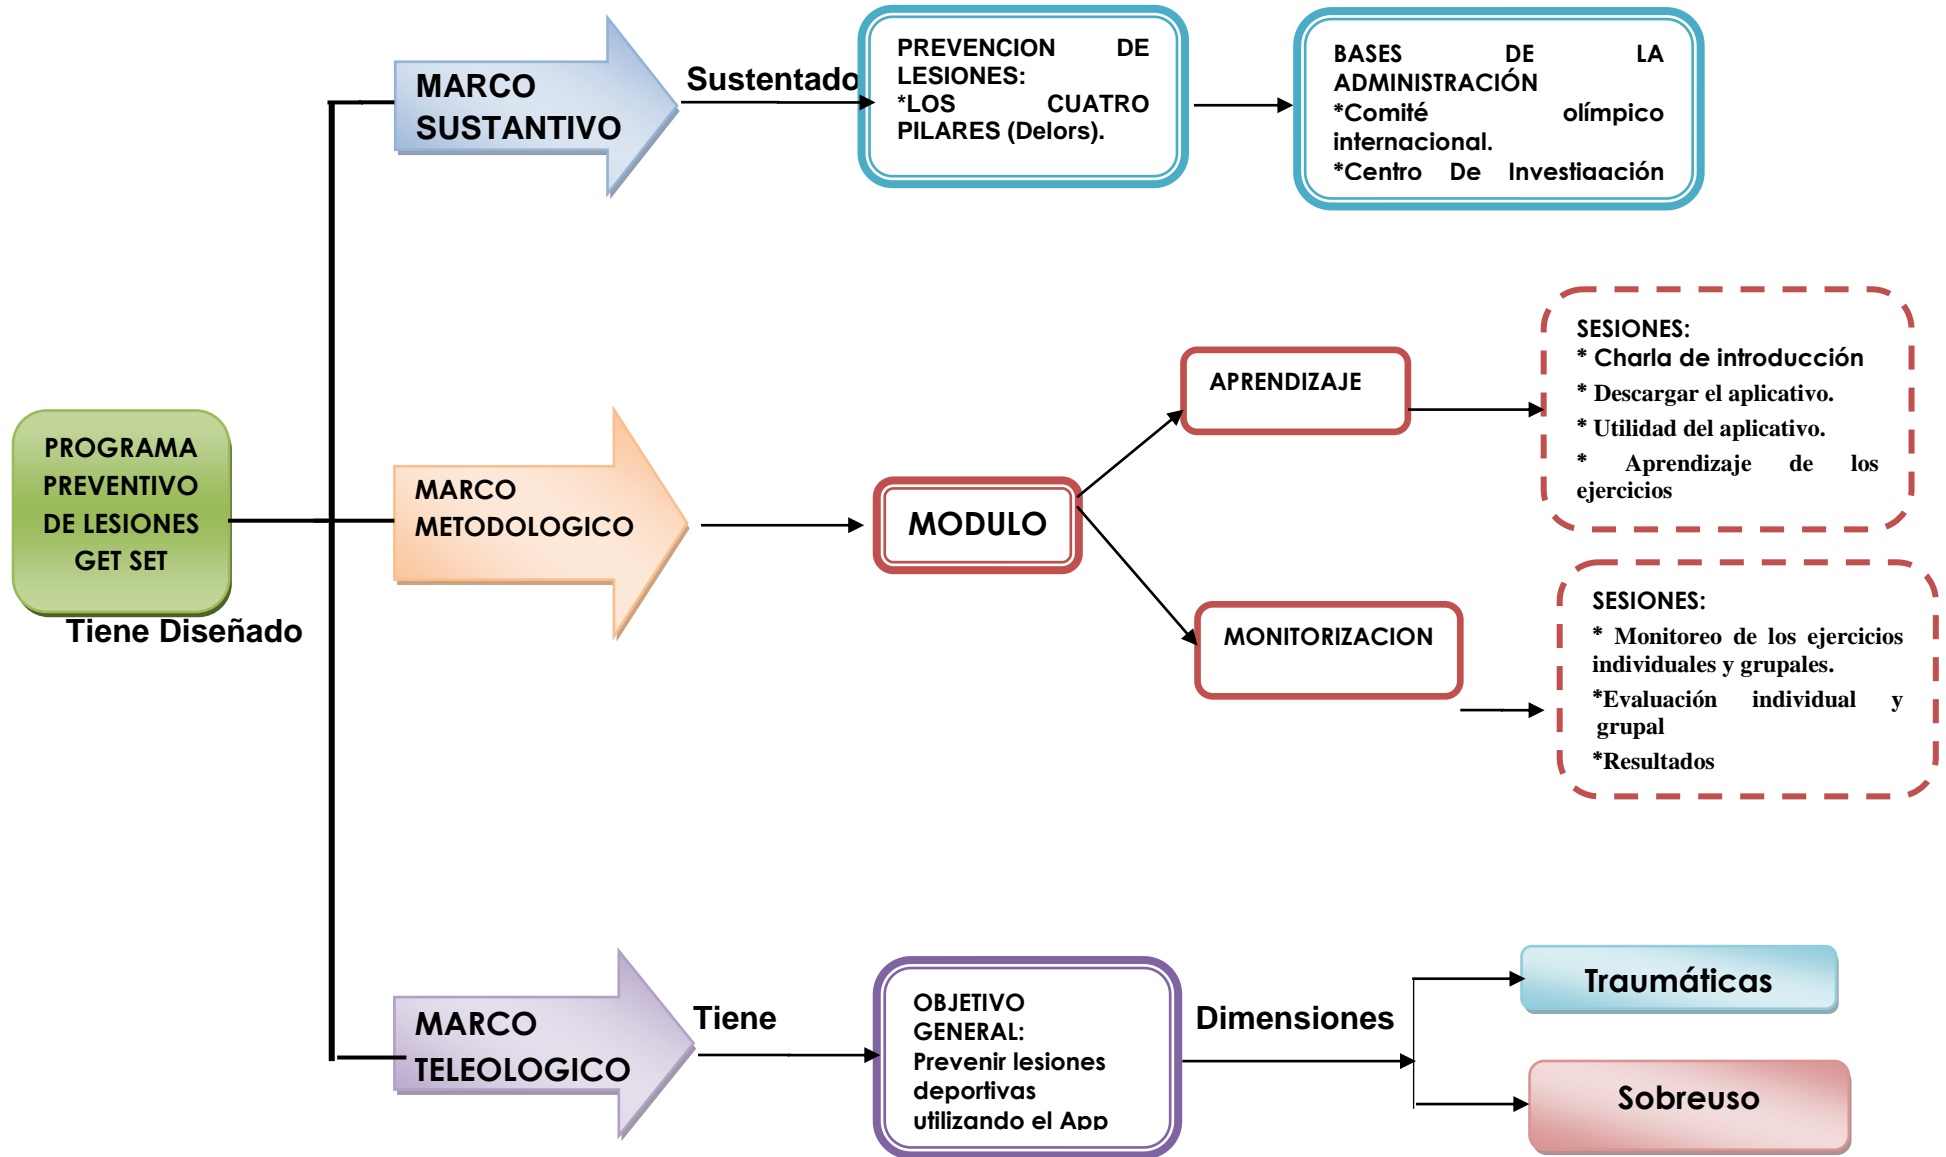 PROGRAMA
PREVENTIVO
DE LESIONES
GET SET
Tiene Diseñado
MARCO
SUSTANTIVO
Sustentado
PREVENCION DE
LESIONES:
*LOS CUATRO
PILARES (Delors).
BASES DE LA
ADMINISTRACIÓN
*Comité olímpico
internacional.
*Centro De Investigación
MARCO
METODOLOGICO
MODULO
APRENDIZAJE
SESIONES:
* Charla de introducción
* Descargar el aplicativo.
* Utilidad del aplicativo.
* Aprendizaje de los
ejercicios
MONITORIZACION
SESIONES:
* Monitoreo de los ejercicios
individuales y grupales.
*Evaluación individual y
grupal
*Resultados
MARCO
TELEOLOGICO
Tiene
OBJETIVO
GENERAL:
Prevenir lesiones
deportivas
utilizando el App
Dimensiones
Traumáticas
Sobreuso